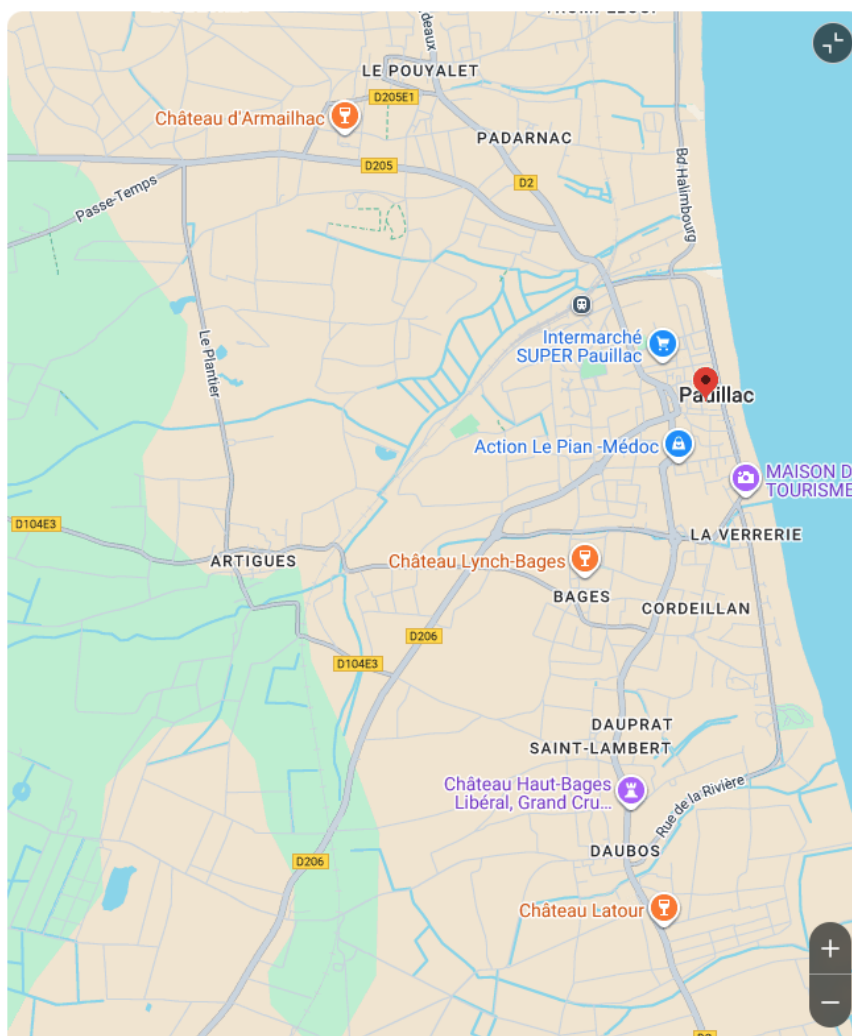 deaux
LE POUYALET
D205E1
Château d'Armailhac
PADARNAC
D205
D2
Bd Halimbourg
Passe-Temps
Le Plantier
Intermarché
SUPER Pauillac
Pauillac
Action Le Pian -Médoc
MAISON D
TOURISME
D104E3
LA VERRERIE
ARTIGUES
Château Lynch-Bages
BAGES
CORDEILLAN
D206
D104E3
DAUPRAT
SAINT-LAMBERT
Château Haut-Bages
Libéral, Grand Cru...
Rue de la Rivière
DAUBOS
D206
Château Latour
+
−